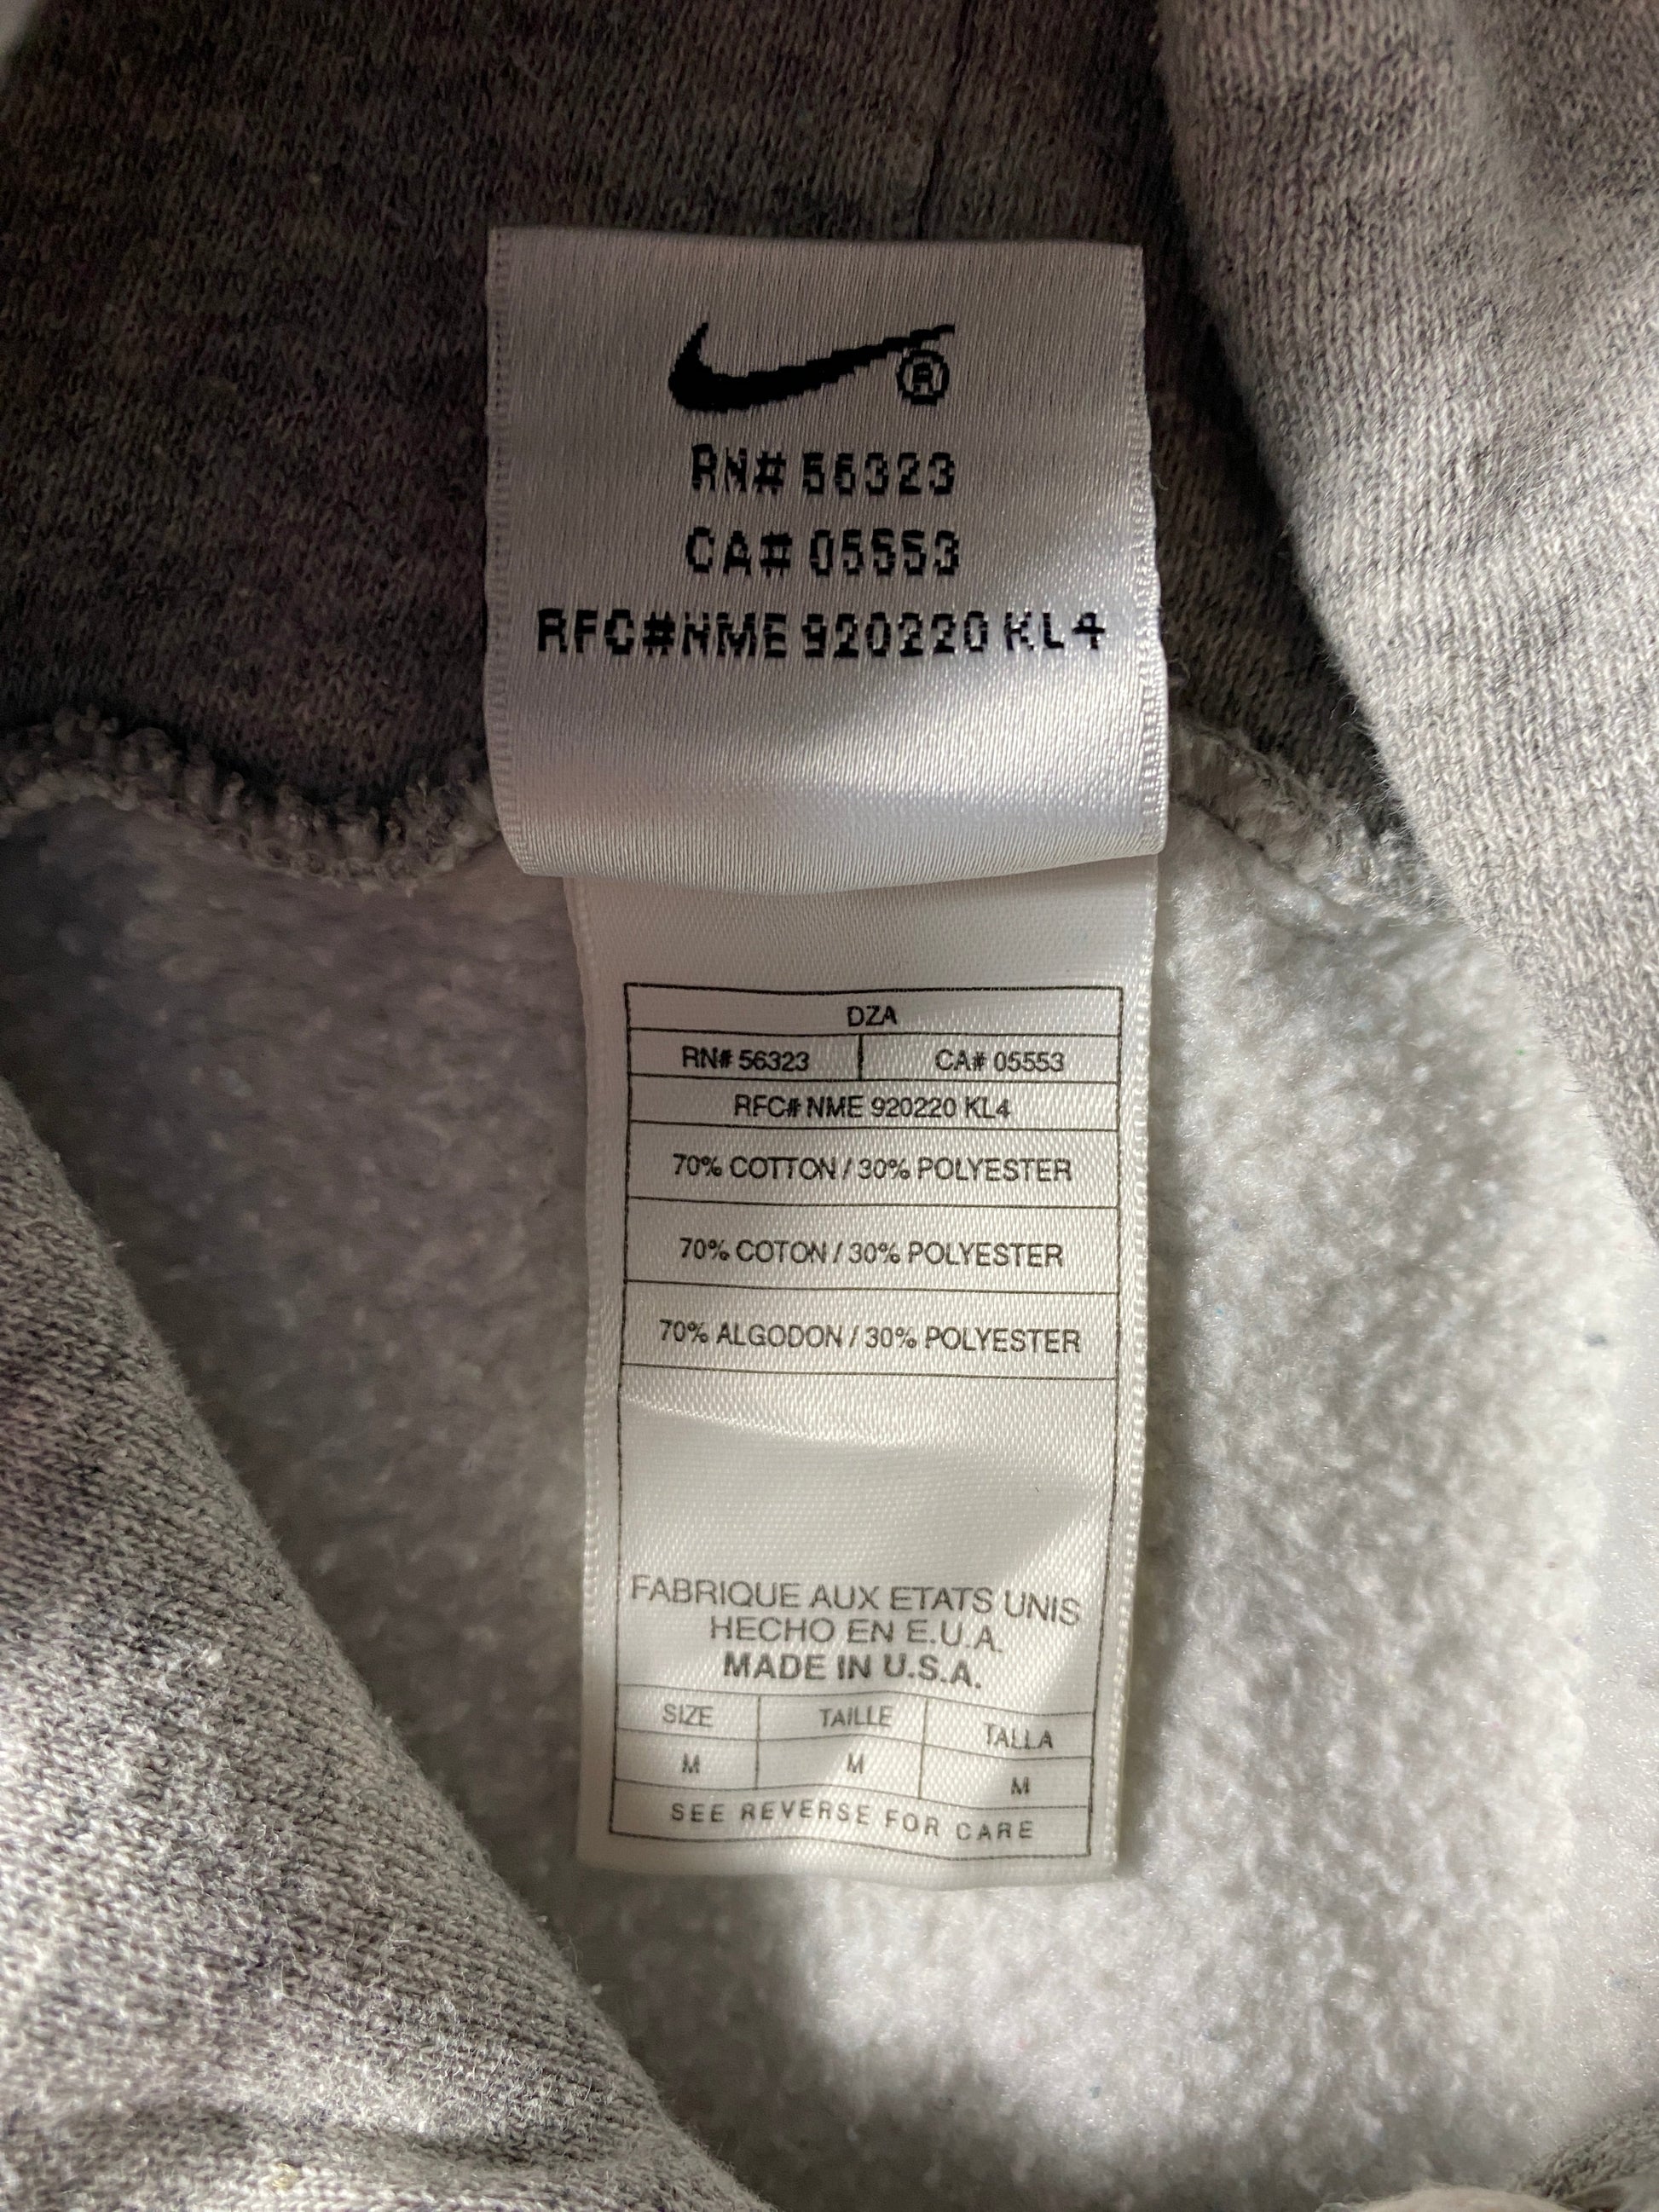 ®
RN# 56323
CA# 05553
RFC#NME 920220 KL4
DZA
RN# 56323 CA# 05553
RFC# NME 920220 KL4
70% COTTON / 30% POLYESTER
70% COTON / 30% POLYESTER
70% ALGODON / 30% POLYESTER
FABRIQUE AUX ETATS UNIS
HECHO EN E.U.A.
MADE IN U.S.A.
SIZE TAILLE TALLA
M M M
SEE REVERSE FOR CARE